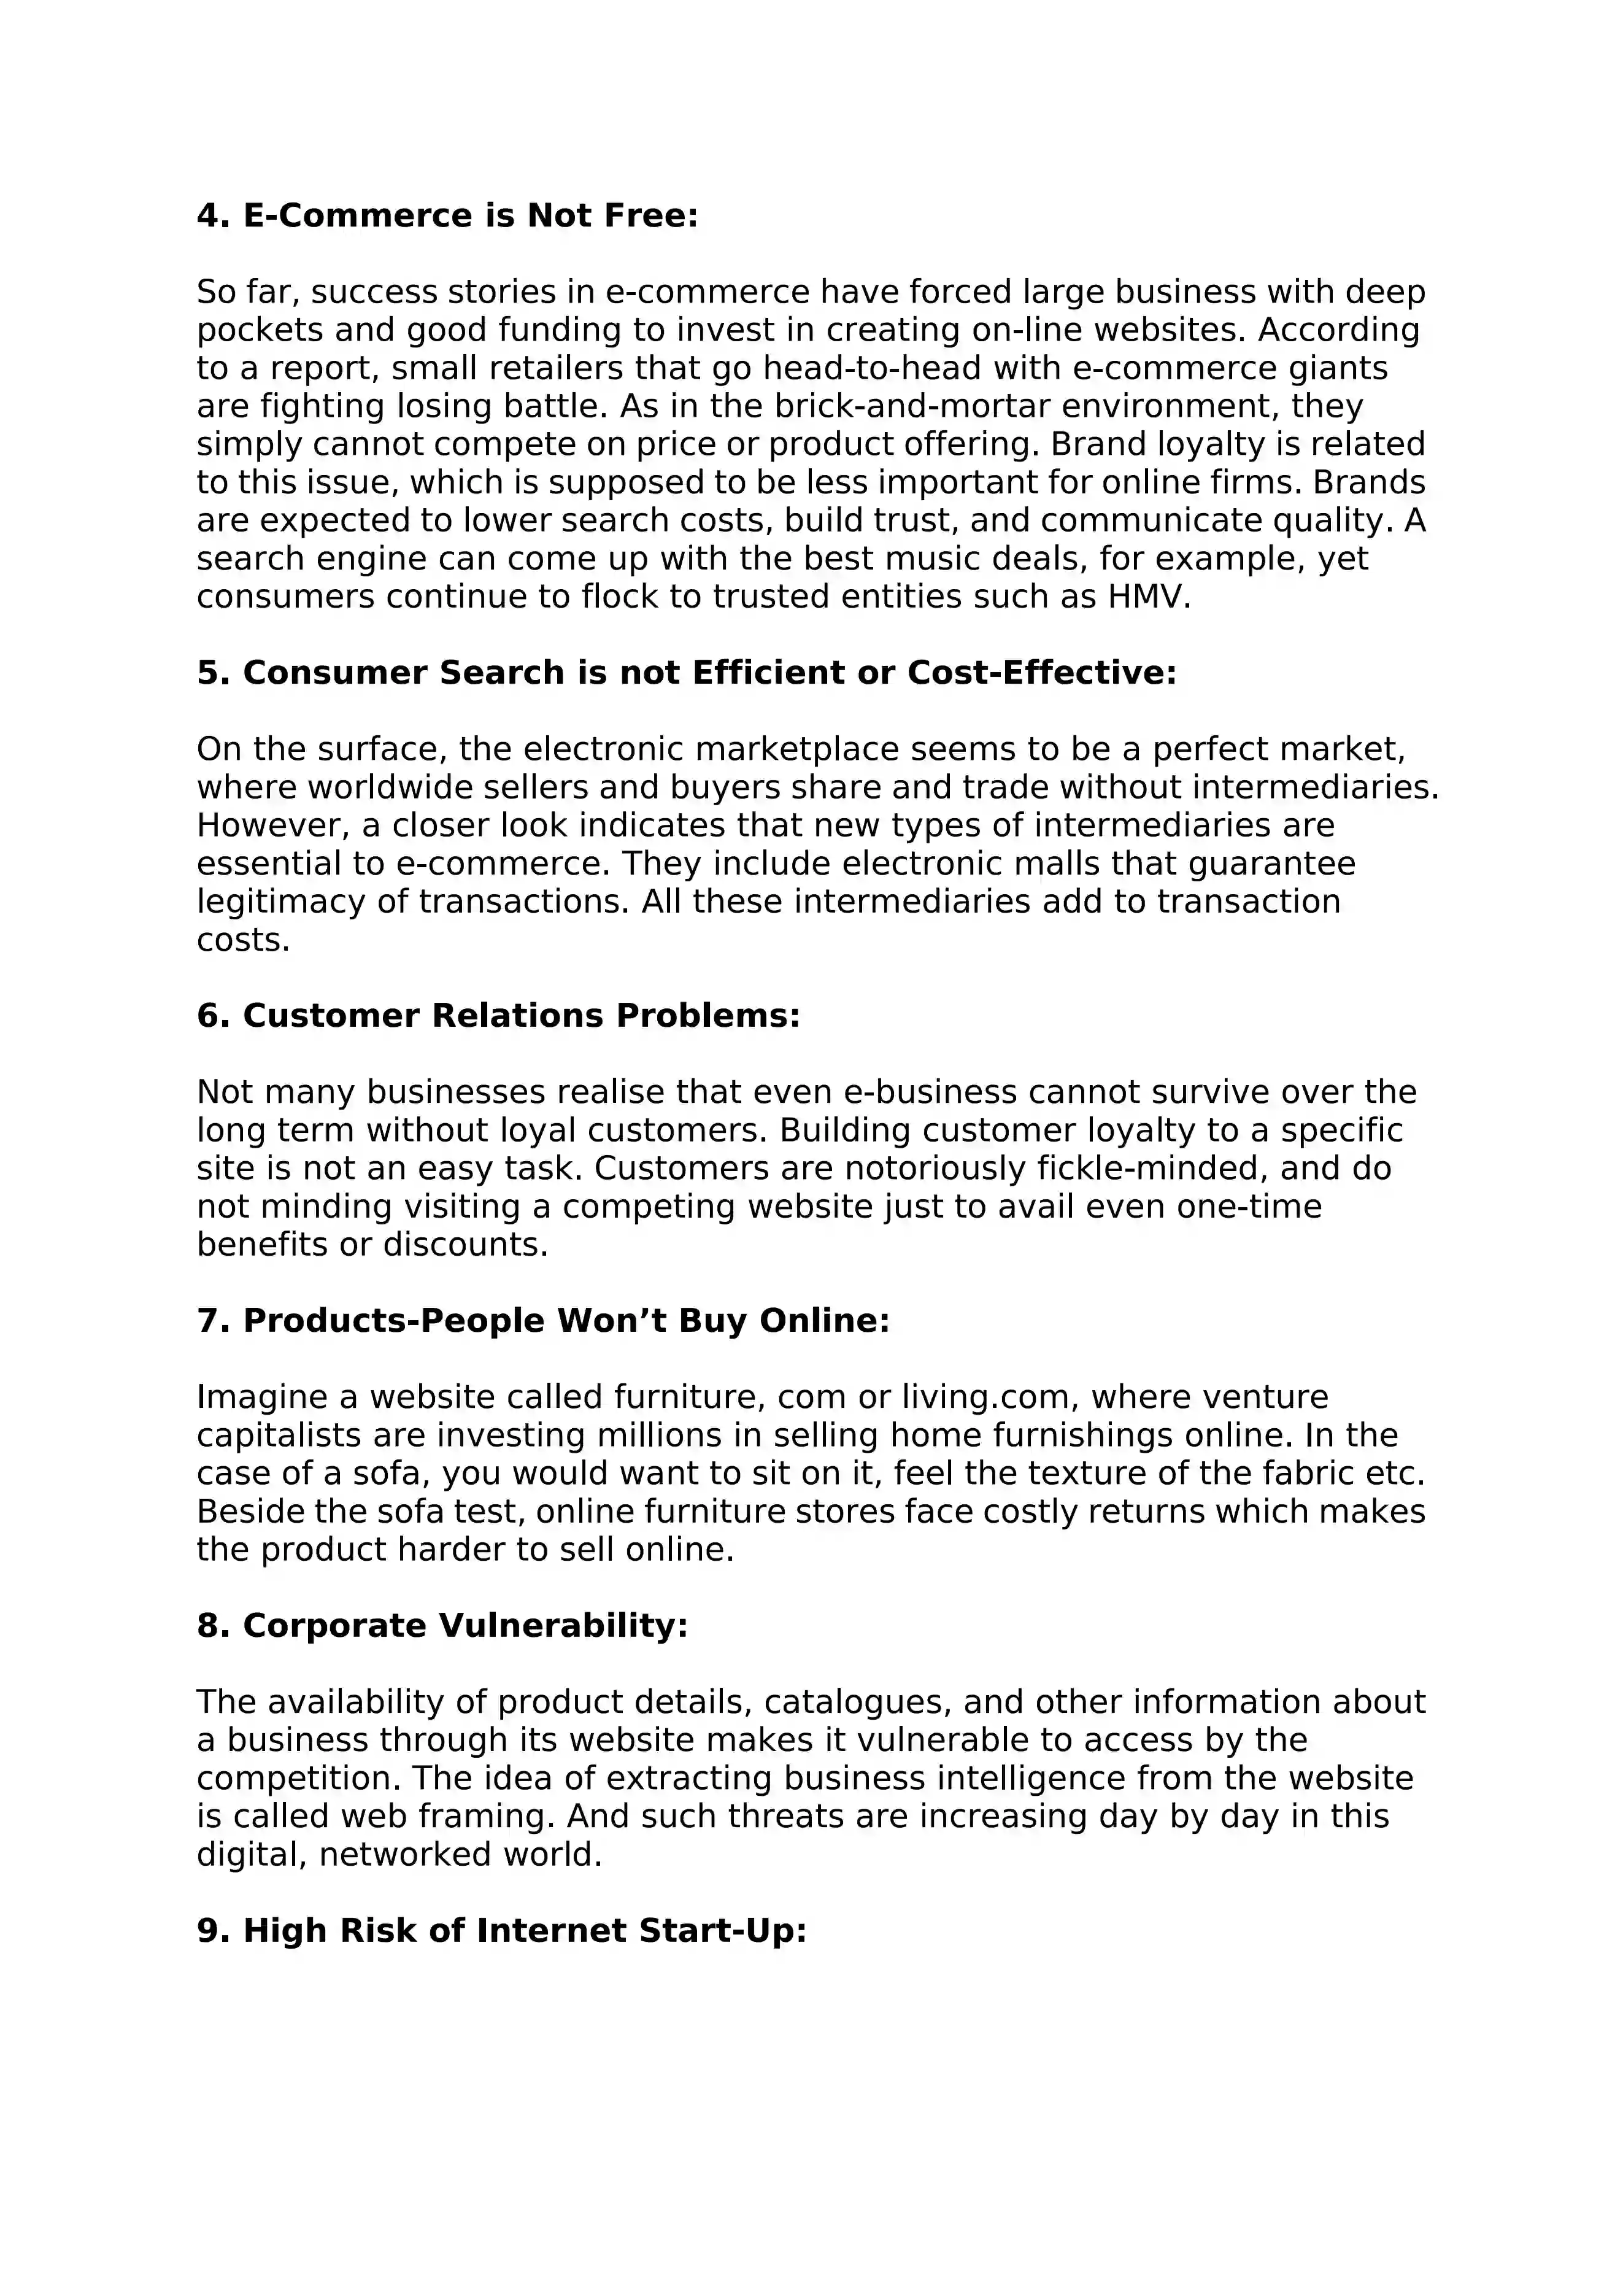 4. E-Commerce is Not Free:
So far, success stories in e-commerce have forced large business with deep
pockets and good funding to invest in creating on-line websites. According
to a report, small retailers that go head-to-head with e-commerce giants
are fighting losing battle. As in the brick-and-mortar environment, they
simply cannot compete on price or product offering. Brand loyalty is related
to this issue, which is supposed to be less important for online firms. Brands
are expected to lower search costs, build trust, and communicate quality. A
search engine can come up with the best music deals, for example, yet
consumers continue to flock to trusted entities such as HMV.
5. Consumer Search is not Efficient or Cost-Effective:
On the surface, the electronic marketplace seems to be a perfect market,
where worldwide sellers and buyers share and trade without intermediaries.
However, a closer look indicates that new types of intermediaries are
essential to e-commerce. They include electronic malls that guarantee
legitimacy of transactions. All these intermediaries add to transaction
costs.
6. Customer Relations Problems:
Not many businesses realise that even e-business cannot survive over the
long term without loyal customers. Building customer loyalty to a specific
site is not an easy task. Customers are notoriously fickle-minded, and do
not minding visiting a competing website just to avail even one-time
benefits or discounts.
7. Products-People Won’t Buy Online:
Imagine a website called furniture, com or living.com, where venture
capitalists are investing millions in selling home furnishings online. In the
case of a sofa, you would want to sit on it, feel the texture of the fabric etc.
Beside the sofa test, online furniture stores face costly returns which makes
the product harder to sell online.
8. Corporate Vulnerability:
The availability of product details, catalogues, and other information about
a business through its website makes it vulnerable to access by the
competition. The idea of extracting business intelligence from the website
is called web framing. And such threats are increasing day by day in this
digital, networked world.
9. High Risk of Internet Start-Up: